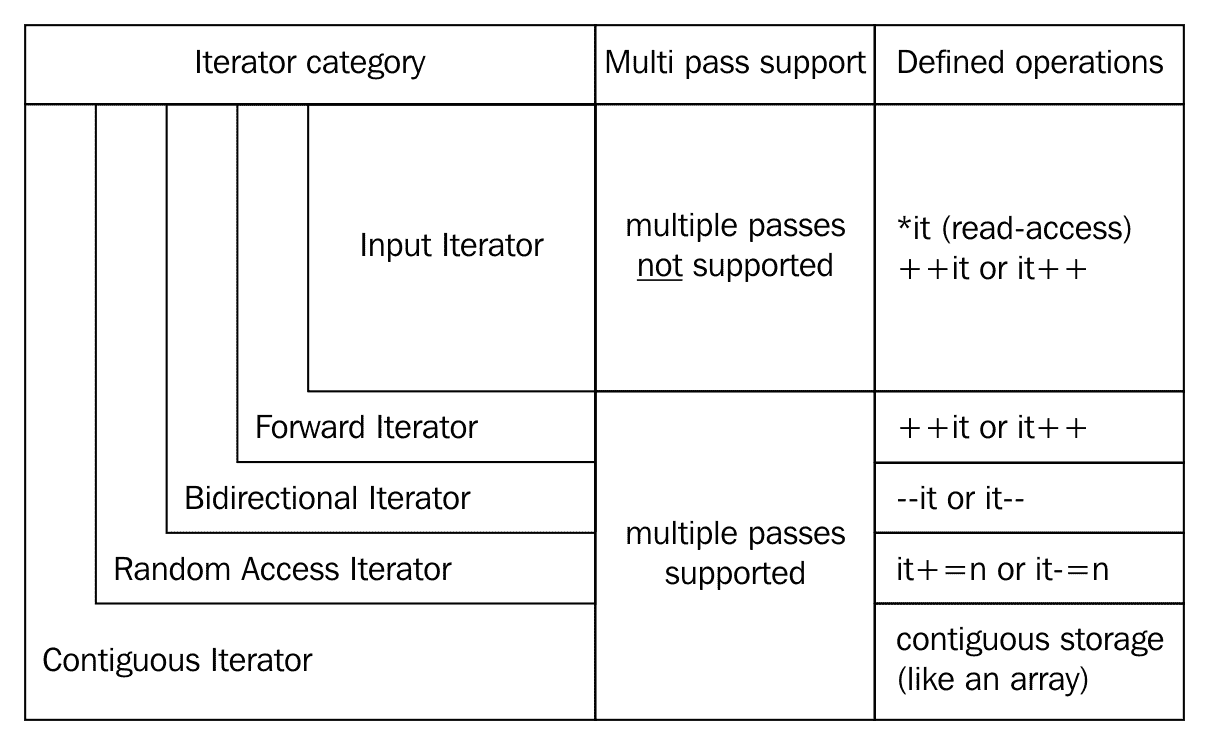 Iterator category
Multi pass support
Defined operations
Input Iterator
multiple passes
not supported
*it (read-access)
++it or it++
Forward Iterator
++it or it++
Bidirectional Iterator
--it or it--
multiple passes
supported
Random Access Iterator
it+=n or it-=n
Contiguous Iterator
contiguous storage
(like an array)